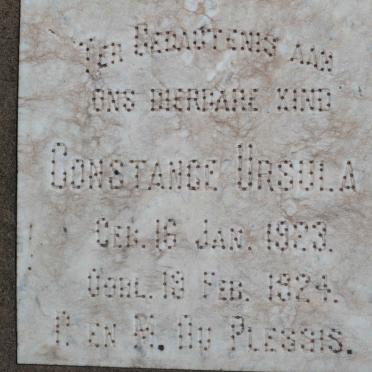 TER GEDAGTENIS AAN
ONS DIERBARE KIND
CONSTANCE URSULA
GEB. 16 JAN. 1923.
OORL. 19 FEB. 1924.
P. EN R. DU PLESSIS.